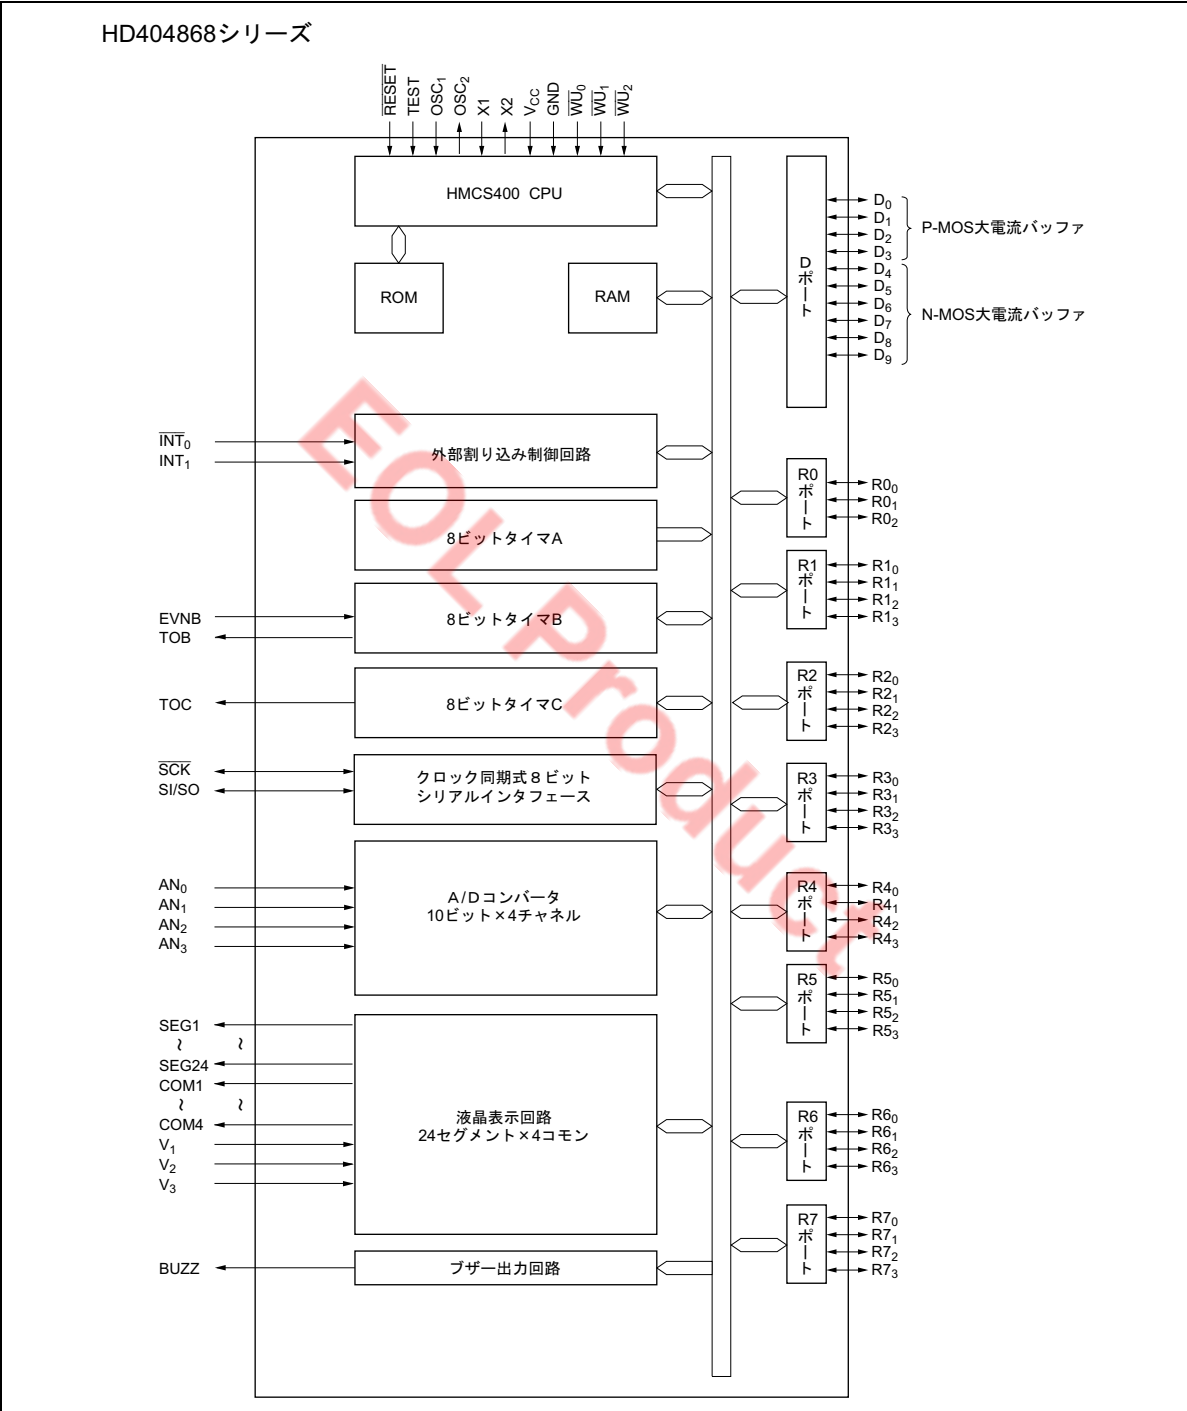 HD404868シリーズ
RESET
TEST
OSC1
OSC2
X1
X2
VCC
GND
WU0
WU1
WU2
HMCS400 CPU
ROM
RAM
Dポート
D0
D1
D2
D3
D4
D5
D6
D7
D8
D9
P-MOS大電流バッファ
N-MOS大電流バッファ
INT0
INT1
外部割り込み制御回路
8ビットタイマA
EVNB
TOB
8ビットタイマB
TOC
8ビットタイマC
SCK
SI/SO
クロック同期式8ビット
シリアルインタフェース
AN0
AN1
AN2
AN3
A/Dコンバータ
10ビット×4チャネル
SEG1
~
~
SEG24
COM1
~
~
COM4
V1
V2
V3
液晶表示回路
24セグメント×4コモン
BUZZ
ブザー出力回路
R0ポート
R00
R01
R02
R1ポート
R10
R11
R12
R13
R2ポート
R20
R21
R22
R23
R3ポート
R30
R31
R32
R33
R4ポート
R40
R41
R42
R43
R5ポート
R50
R51
R52
R53
R6ポート
R60
R61
R62
R63
R7ポート
R70
R71
R72
R73
EOL Product